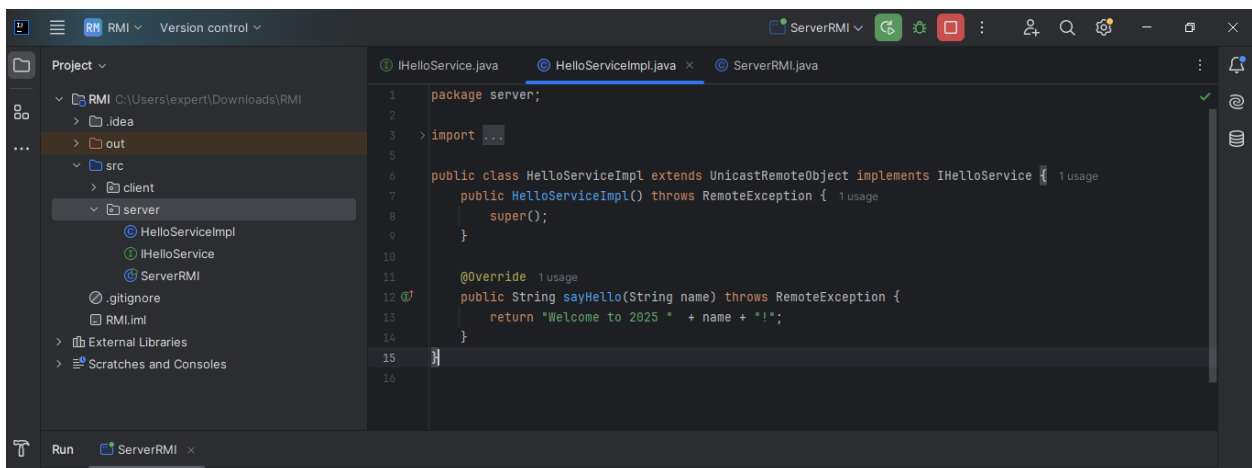 RM RMI Version control ServerRMI
Project
IHelloService.java HelloServiceImpl.java × ServerRMI.java
RMI C:\Users\expert\Downloads\RMI
.idea
out
src
client
server
HelloServiceImpl
IHelloService
ServerRMI
.gitignore
RMI.iml
External Libraries
Scratches and Consoles
1 package server;
2
3 import ...
5
6 public class HelloServiceImpl extends UnicastRemoteObject implements IHelloService { 1 usage
7 public HelloServiceImpl() throws RemoteException { 1 usage
8 super();
9 }
10
11 @Override 1 usage
12 public String sayHello(String name) throws RemoteException {
13 return "Welcome to 2025 " + name + "!";
14 }
15 }
16
Run ServerRMI ×